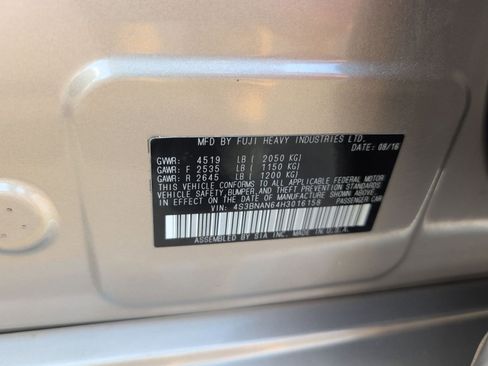 MFD BY FUJI HEAVY INDUSTRIES LTD.
DATE: 08/16
GVWR: 4519 LB ( 2050 KG)
GAWR: F 2535 LB ( 1150 KG)
GAWR: R 2645 LB ( 1200 KG)
THIS VEHICLE CONFORMS TO ALL APPLICABLE FEDERAL MOTOR
VEHICLE SAFETY, BUMPER, AND THEFT PREVENTION STANDARDS
IN EFFECT ON THE DATE OF MANUFACTURE SHOWN ABOVE.
VIN: 4S3BNAN64H3016158 PASSENGER CAR
ASSEMBLED BY SIA INC. MADE IN U.S.A.